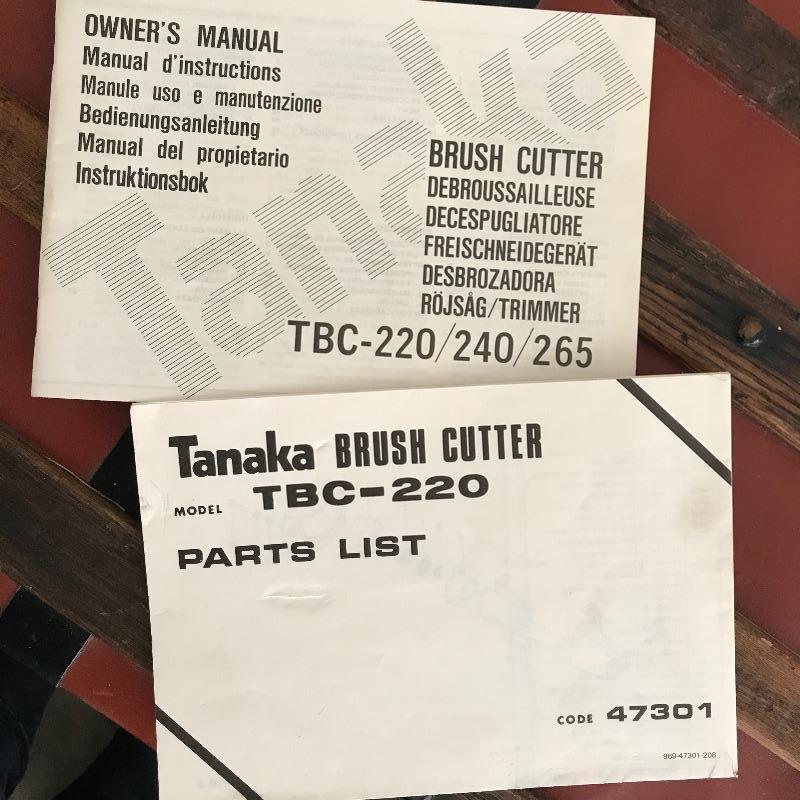 OWNER'S MANUAL
Manual d'instructions
Manule uso e manutenzione
Bedienungsanleitung
Manual del propietario
Instruktionsbok
Tanaka
BRUSH CUTTER
DEBROUSSAILLEUSE
DECESPUGLIATORE
FREISCHNEIDEGERÄT
DESBROZADORA
RÖJSÅG/TRIMMER
TBC-220/240/265
Tanaka BRUSH CUTTER
MODEL TBC-220
PARTS LIST
CODE 47301
969-47301-206